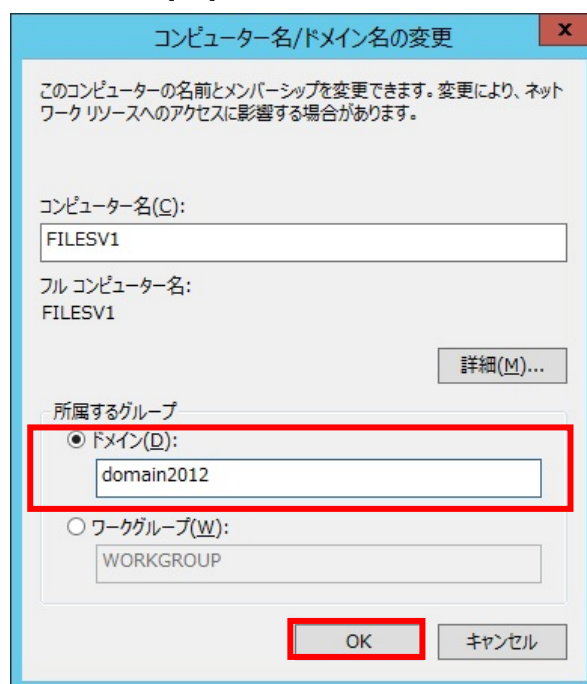 コンピューター名/ドメイン名の変更
x
このコンピューターの名前とメンバーシップを変更できます。変更により、ネット
ワーク リソースへのアクセスに影響する場合があります。
コンピューター名(C):
FILESV1
フル コンピューター名:
FILESV1
詳細(M)...
所属するグループ
ドメイン(D):
domain2012
ワークグループ(W):
WORKGROUP
OK
キャンセル